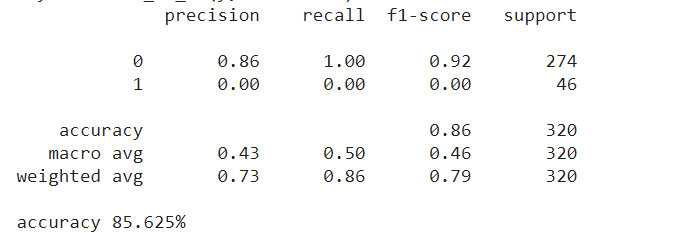 precision recall f1-score support
0 0.86 1.00 0.92 274
1 0.00 0.00 0.00 46
accuracy 0.86 320
macro avg 0.43 0.50 0.46 320
weighted avg 0.73 0.86 0.79 320
accuracy 85.625%